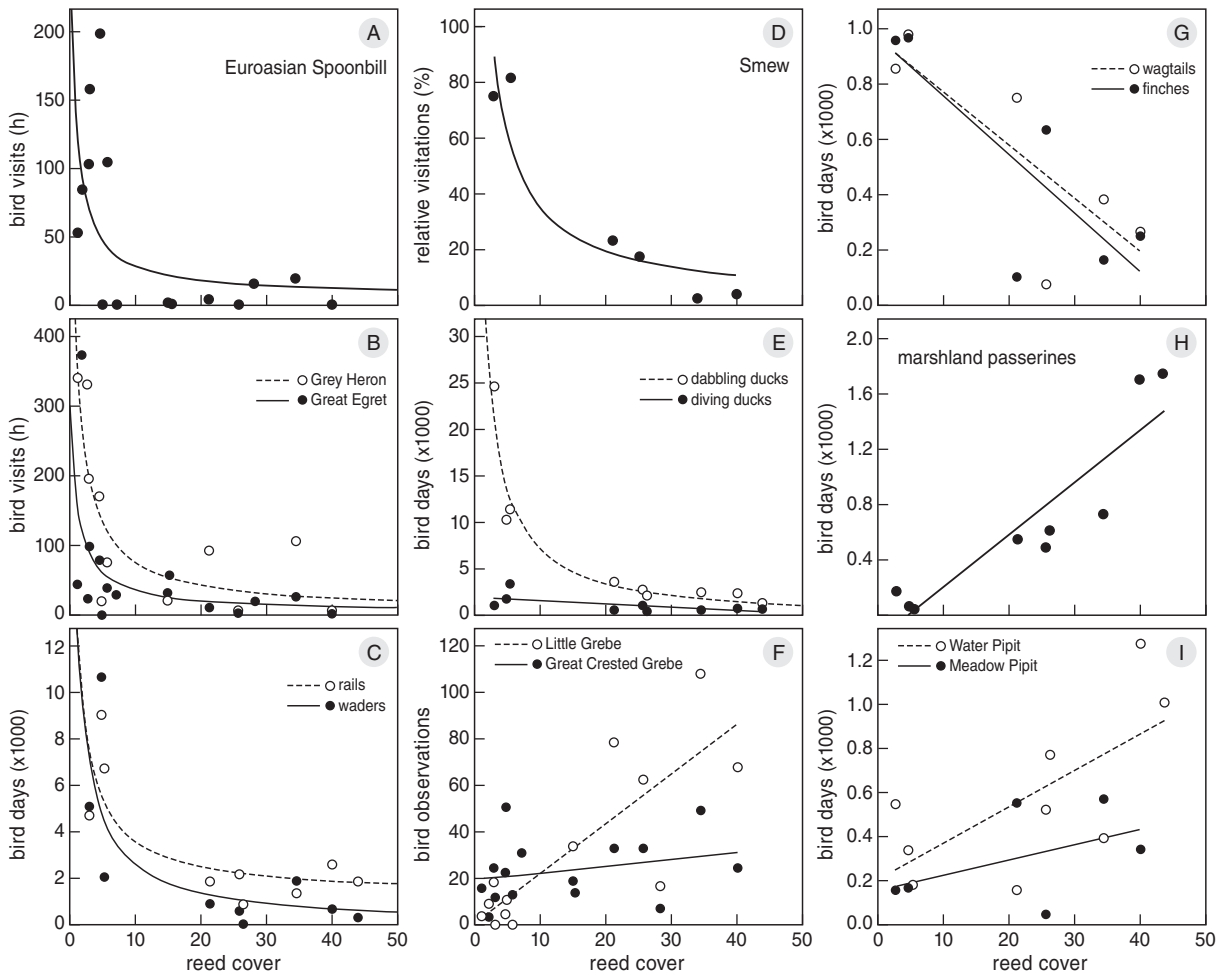 A
Euroasian Spoonbill
bird visits (h)
200
150
100
50
0
D
Smew
relative visitations (%)
100
80
60
40
20
0
G
wagtails
finches
bird days (x1000)
1.0
0.8
0.6
0.4
0.2
0.0
B
Grey Heron
Great Egret
bird visits (h)
400
300
200
100
0
E
dabbling ducks
diving ducks
bird days (x1000)
30
25
20
15
10
5
0
H
marshland passerines
bird days (x1000)
2.0
1.6
1.2
0.8
0.4
C
rails
waders
bird days (x1000)
12
10
8
6
4
2
0
0 10 20 30 40 50
reed cover
F
Little Grebe
Great Crested Grebe
bird observations
120
100
80
60
40
20
0
0 10 20 30 40 50
reed cover
I
Water Pipit
Meadow Pipit
bird days (x1000)
1.2
1.0
0.8
0.6
0.4
0.2
0.0
0 10 20 30 40 50
reed cover